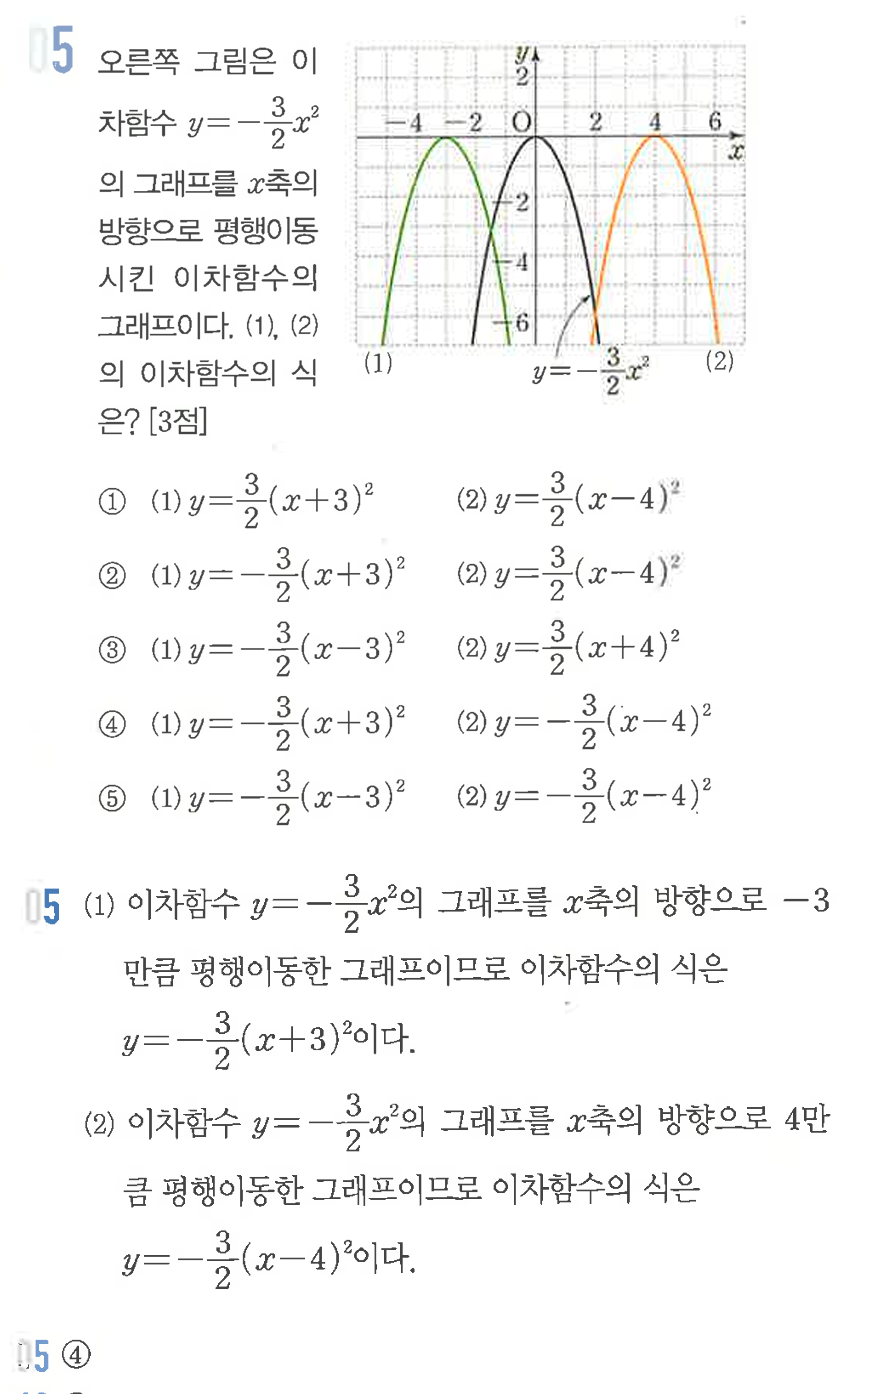 05
오른쪽 그림은 이
차함수 y=-3/2x²
의 그래프를 x축의
방향으로 평행이동
시킨 이차함수의
그래프이다. (1), (2)
의 이차함수의 식
은? [3점]
y
2
-4 -2 O 2 4 6
x
-2
-4
-6
(1) y=-3/2x² (2)
① (1) y=3/2(x+3)² (2) y=3/2(x-4)²
② (1) y=-3/2(x+3)² (2) y=3/2(x-4)²
③ (1) y=-3/2(x-3)² (2) y=3/2(x+4)²
④ (1) y=-3/2(x+3)² (2) y=-3/2(x-4)²
⑤ (1) y=-3/2(x-3)² (2) y=-3/2(x-4)²
05 (1) 이차함수 y=-3/2x²의 그래프를 x축의 방향으로 -3
만큼 평행이동한 그래프이므로 이차함수의 식은
y=-3/2(x+3)²이다.
(2) 이차함수 y=-3/2x²의 그래프를 x축의 방향으로 4만
큼 평행이동한 그래프이므로 이차함수의 식은
y=-3/2(x-4)²이다.
05 ④